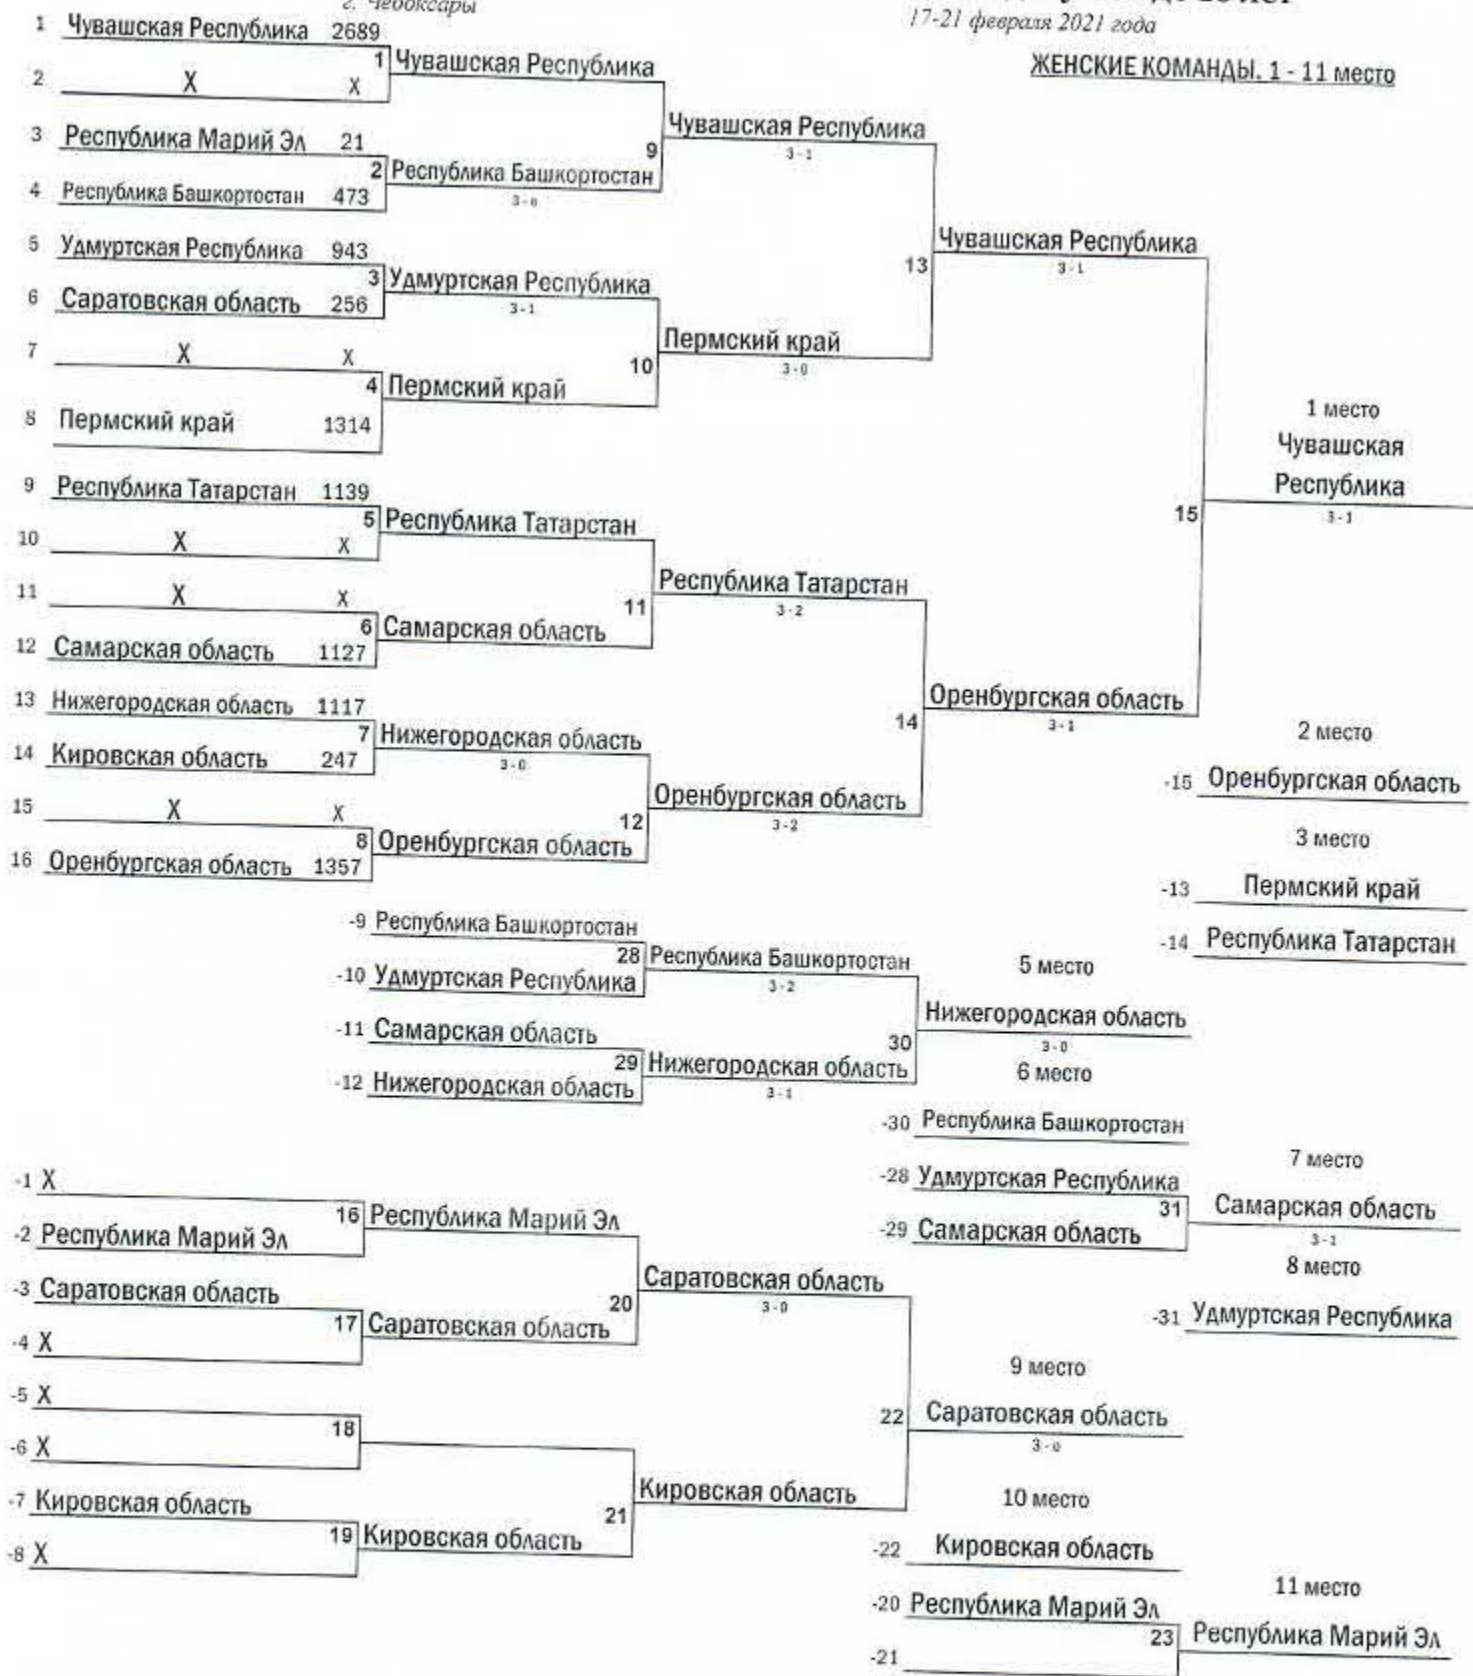 г. Чебоксары
17-21 февраля 2021 года
ЖЕНСКИЕ КОМАНДЫ. 1 - 11 место
1 Чувашская Республика 2689
1 Чувашская Республика
2 X X
Чувашская Республика
3-1
3 Республика Марий Эл 21
9
2 Республика Башкортостан
3-0
4 Республика Башкортостан 473
5 Удмуртская Республика 943
Чувашская Республика
3-1
13
3 Удмуртская Республика
3-1
6 Саратовская область 256
Пермский край
3-0
7 X X
10
4 Пермский край
8 Пермский край 1314
1 место
Чувашская
Республика
3-1
15
9 Республика Татарстан 1139
5 Республика Татарстан
10 X X
Республика Татарстан
3-2
11 X X
11
6 Самарская область
12 Самарская область 1127
13 Нижегородская область 1117
Оренбургская область
3-1
14
7 Нижегородская область
3-0
14 Кировская область 247
2 место
-15 Оренбургская область
Оренбургская область
3-2
15 X X
12
8 Оренбургская область
16 Оренбургская область 1357
3 место
-13 Пермский край
-14 Республика Татарстан
-9 Республика Башкортостан
28 Республика Башкортостан
3-2
-10 Удмуртская Республика
5 место
Нижегородская область
3-0
-11 Самарская область
30
29 Нижегородская область
3-1
-12 Нижегородская область
6 место
-30 Республика Башкортостан
7 место
-28 Удмуртская Республика
31 Самарская область
3-1
-29 Самарская область
8 место
-31 Удмуртская Республика
-1 X
16 Республика Марий Эл
-2 Республика Марий Эл
Саратовская область
3-0
-3 Саратовская область
20
17 Саратовская область
-4 X
9 место
-5 X
22 Саратовская область
3-0
18
-6 X
Кировская область
10 место
-7 Кировская область
21
19 Кировская область
-8 X
-22 Кировская область
11 место
-20 Республика Марий Эл
23 Республика Марий Эл
-21